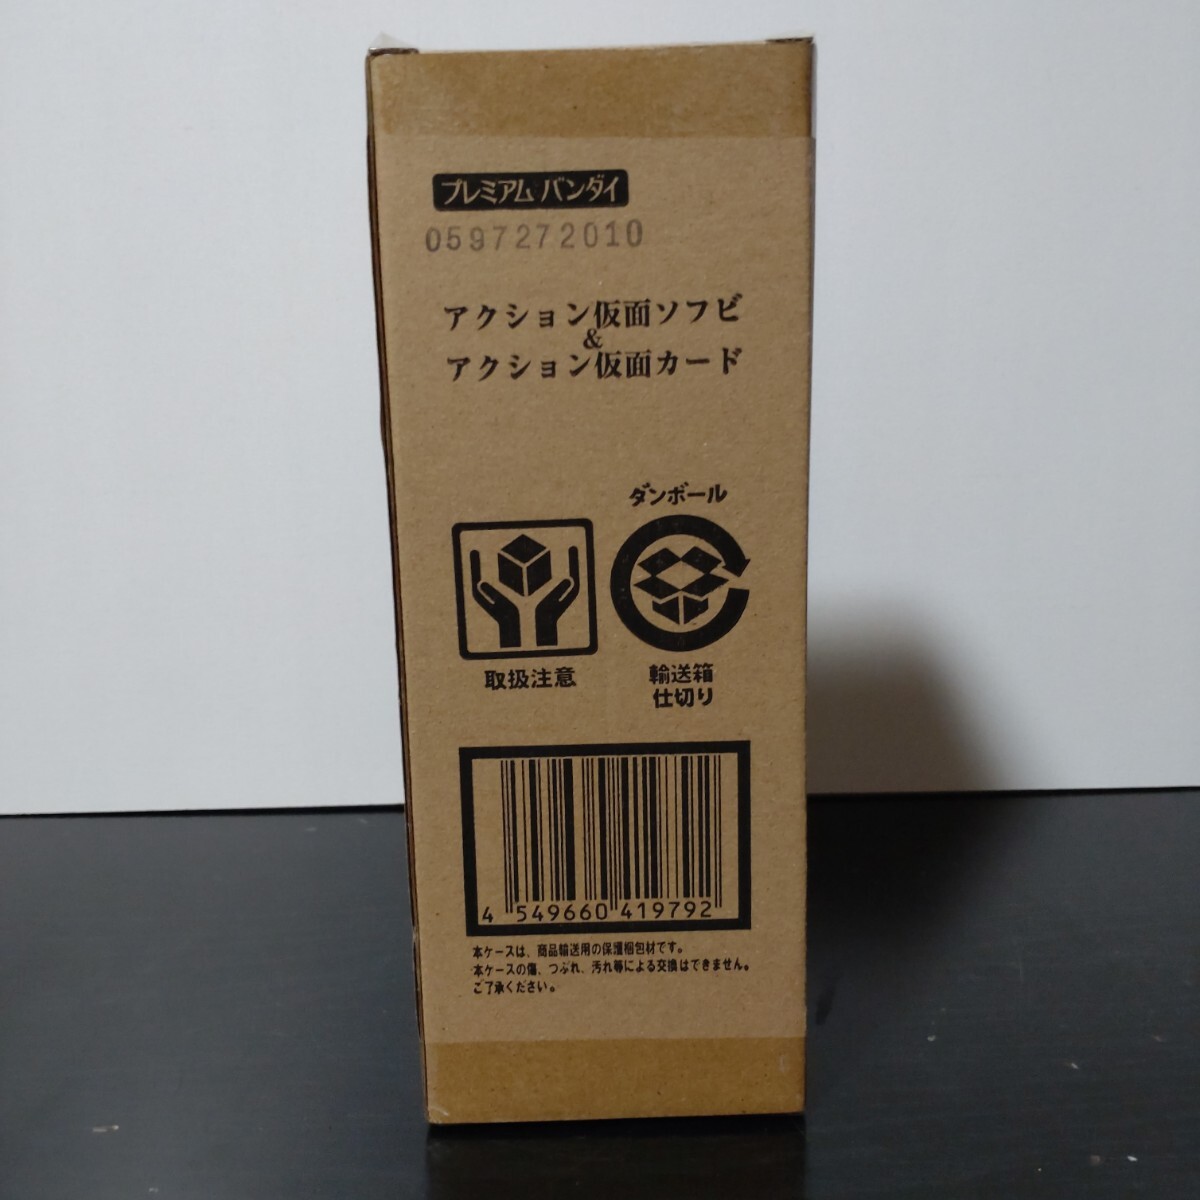 プレミアム バンダイ
0597272010
アクション仮面ソフビ
&
アクション仮面カード
ダンボール
取扱注意
輸送箱
仕切り
4 549660 419792
本ケースは、商品輸送用の保護梱包材です。
本ケースの傷、つぶれ、汚れ等による交換はできません。
ご了承ください。